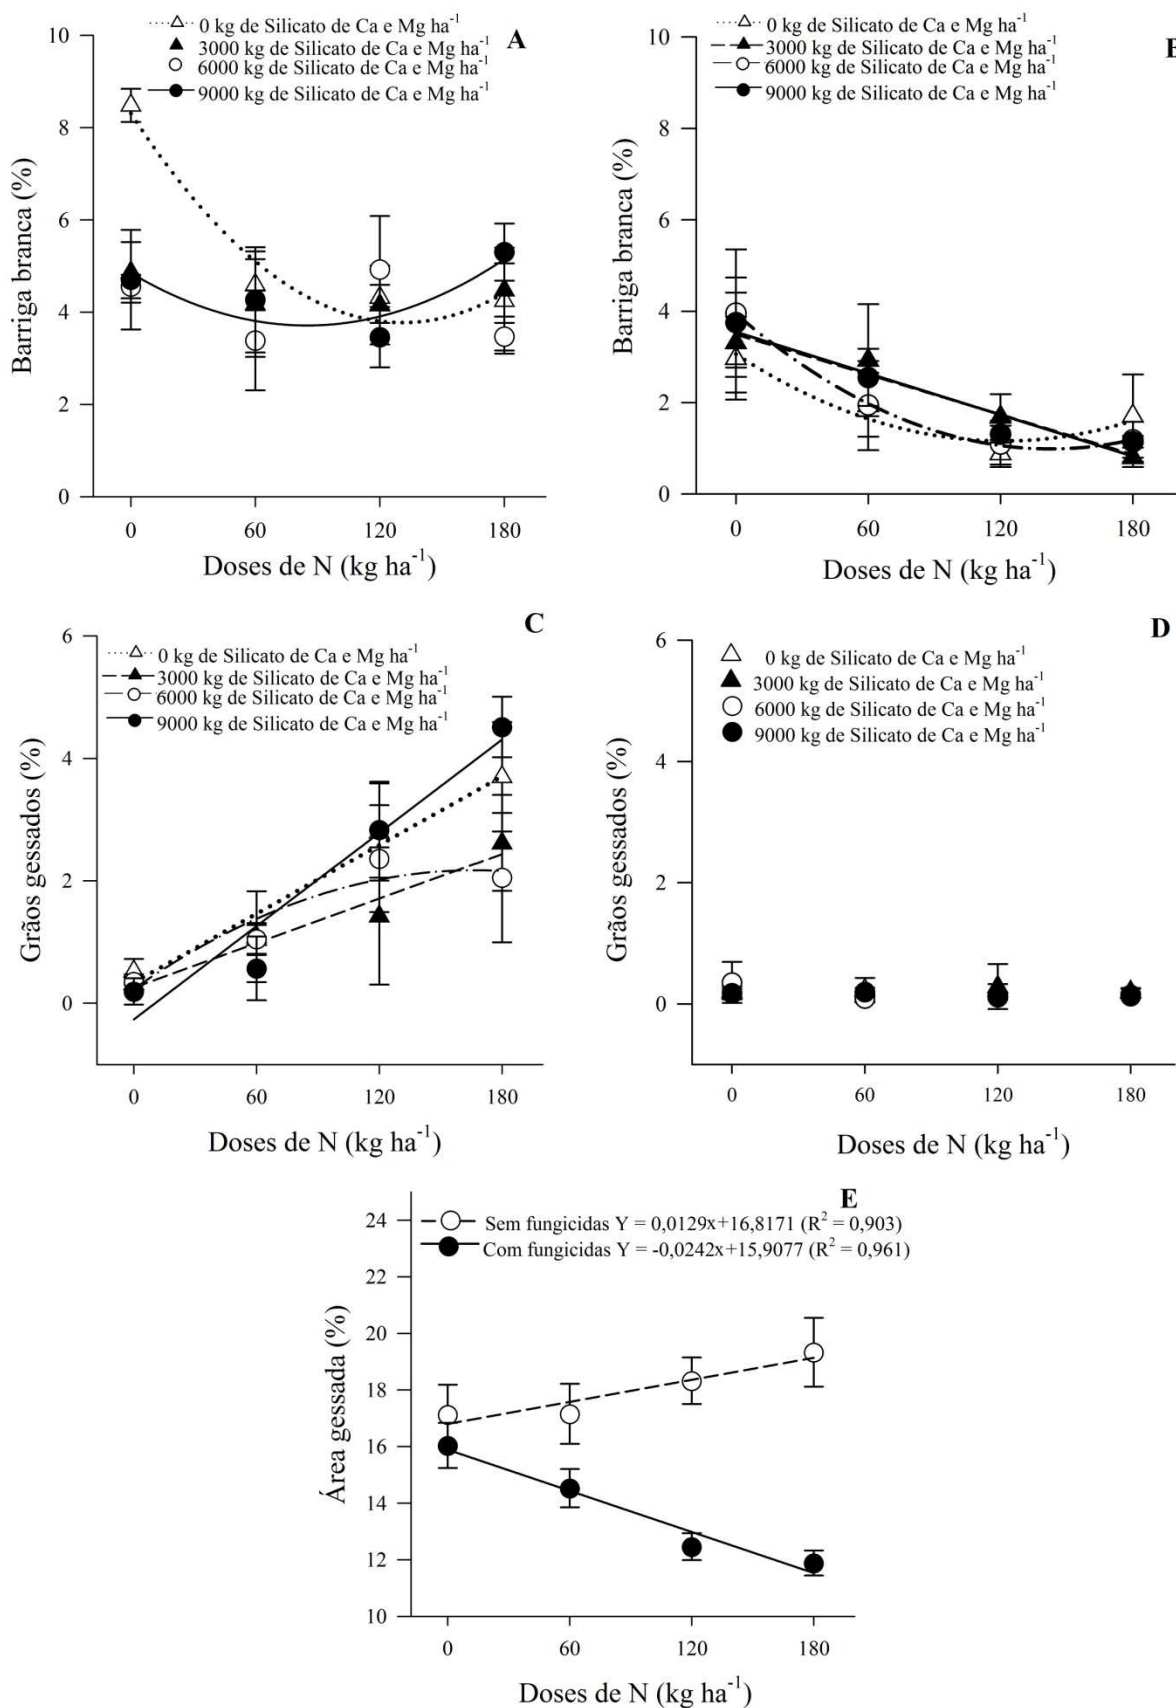 0 kg de Silicato de Ca e Mg ha⁻¹
3000 kg de Silicato de Ca e Mg ha⁻¹
6000 kg de Silicato de Ca e Mg ha⁻¹
9000 kg de Silicato de Ca e Mg ha⁻¹
A
10
8
6
4
2
0
Barriga branca (%)
0 60 120 180
Doses de N (kg ha⁻¹)
0 kg de Silicato de Ca e Mg ha⁻¹
3000 kg de Silicato de Ca e Mg ha⁻¹
6000 kg de Silicato de Ca e Mg ha⁻¹
9000 kg de Silicato de Ca e Mg ha⁻¹
10
8
6
4
2
0
Barriga branca (%)
0 60 120 180
Doses de N (kg ha⁻¹)
C
0 kg de Silicato de Ca e Mg ha⁻¹
3000 kg de Silicato de Ca e Mg ha⁻¹
6000 kg de Silicato de Ca e Mg ha⁻¹
9000 kg de Silicato de Ca e Mg ha⁻¹
6
4
2
0
Grãos gessados (%)
0 60 120 180
Doses de N (kg ha⁻¹)
D
0 kg de Silicato de Ca e Mg ha⁻¹
3000 kg de Silicato de Ca e Mg ha⁻¹
6000 kg de Silicato de Ca e Mg ha⁻¹
9000 kg de Silicato de Ca e Mg ha⁻¹
6
4
2
0
Grãos gessados (%)
0 60 120 180
Doses de N (kg ha⁻¹)
E
Sem fungicidas Y = 0,0129x+16,8171 (R² = 0,903)
Com fungicidas Y = -0,0242x+15,9077 (R² = 0,961)
24
22
20
18
16
14
12
10
Área gessada (%)
0 60 120 180
Doses de N (kg ha⁻¹)